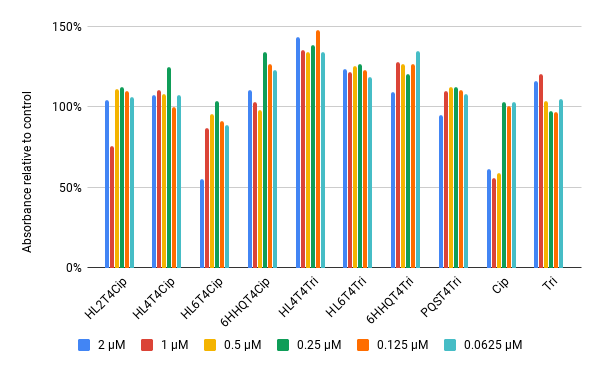 150%
100%
50%
0%
Absorbance relative to control
HL2T4Cip
HL4T4Cip
HL6T4Cip
6HHQT4Cip
HL4T4Tri
HL6T4Tri
6HHQT4Tri
PQST4Tri
Cip
Tri
2 µM 1 µM 0.5 µM 0.25 µM 0.125 µM 0.0625 µM